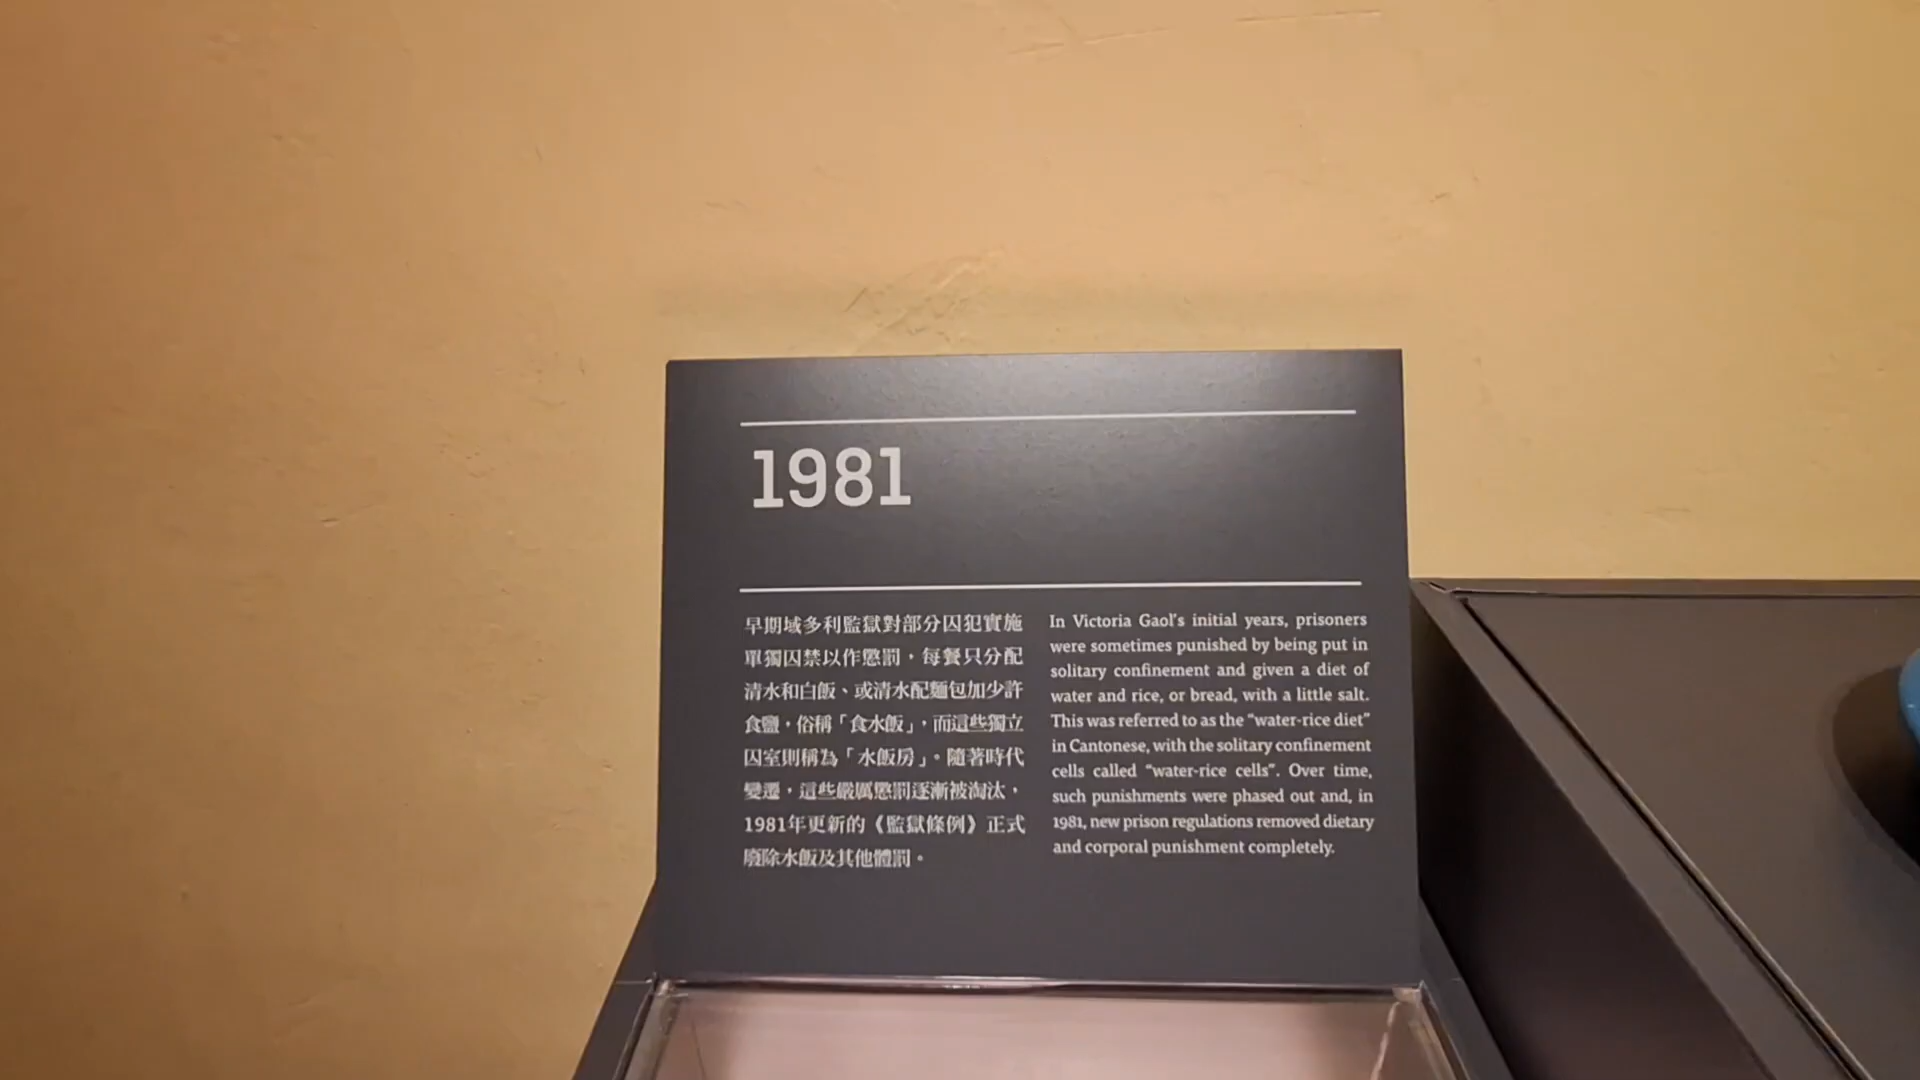 1981
早期域多利監獄對部分囚犯實施
單獨囚禁以作懲罰，每餐只分配
清水和白飯、或清水配麵包加少許
食鹽，俗稱「食水飯」，而這些獨立
囚室則稱為「水飯房」。隨著時代
變遷，這些嚴厲懲罰逐漸被淘汰，
1981年更新的《監獄條例》正式
廢除水飯及其他體罰。
In Victoria Gaol's initial years, prisoners
were sometimes punished by being put in
solitary confinement and given a diet of
water and rice, or bread, with a little salt.
This was referred to as the “water-rice diet”
in Cantonese, with the solitary confinement
cells called “water-rice cells”. Over time,
such punishments were phased out and, in
1981, new prison regulations removed dietary
and corporal punishment completely.